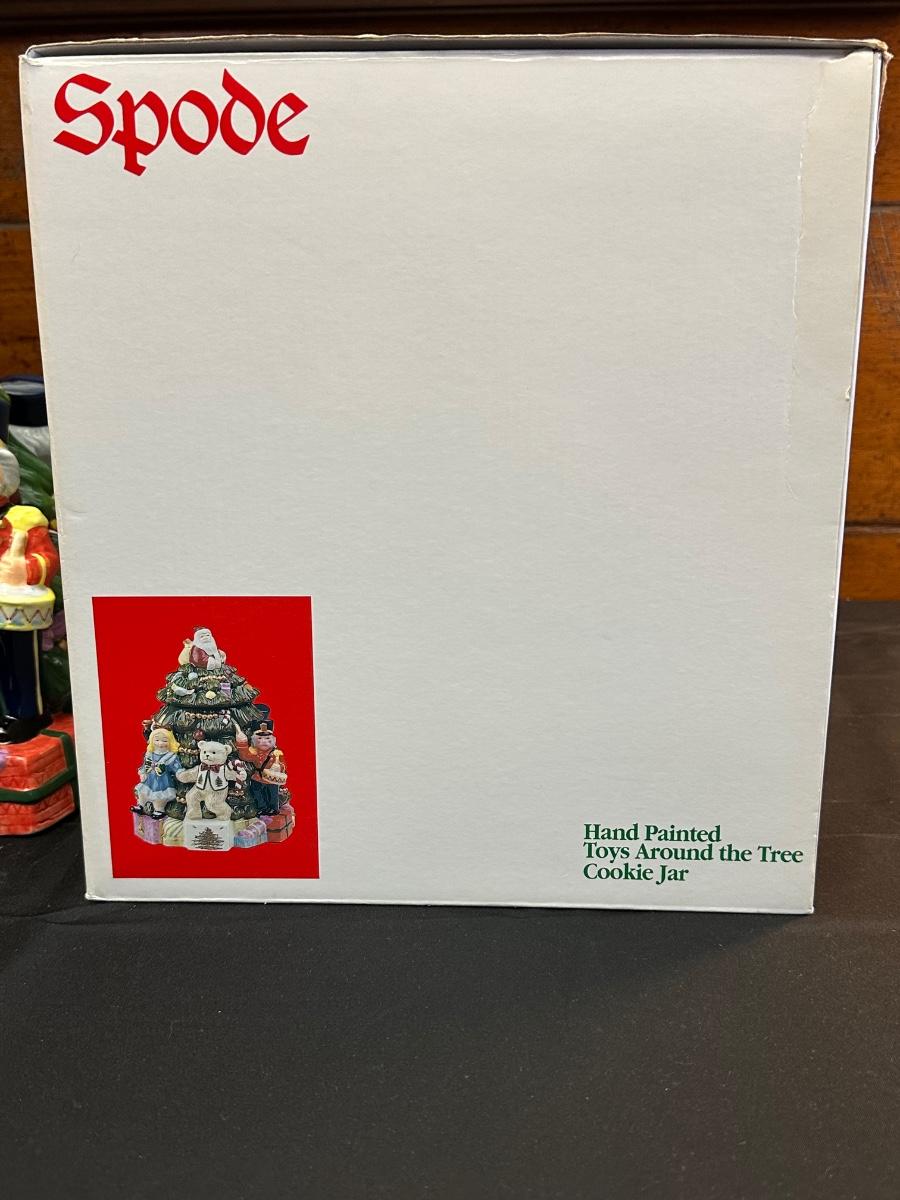 Spode
Hand Painted
Toys Around the Tree
Cookie Jar